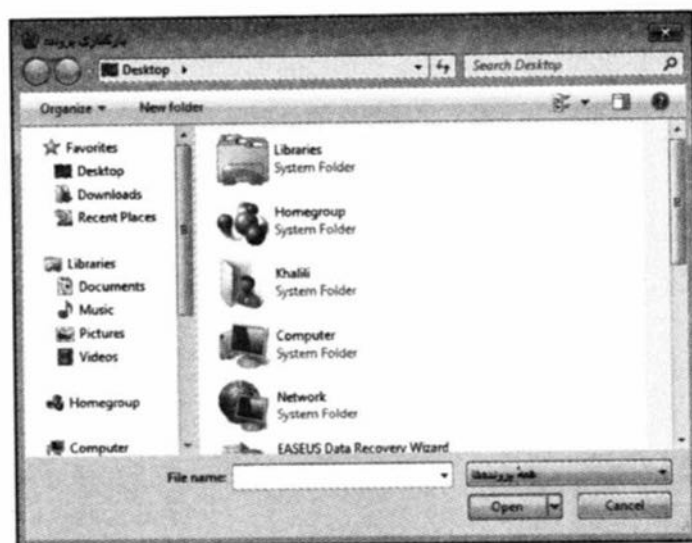 بارگذاری پرونده
Desktop
Search Desktop
Organize
New folder
Favorites
Desktop
Downloads
Recent Places
Libraries
Documents
Music
Pictures
Videos
Homegroup
Computer
Libraries
System Folder
Homegroup
System Folder
Khalili
System Folder
Computer
System Folder
Network
System Folder
EASEUS Data Recovery Wizard
File name:
همهٔ پرونده‌ها
Open
Cancel